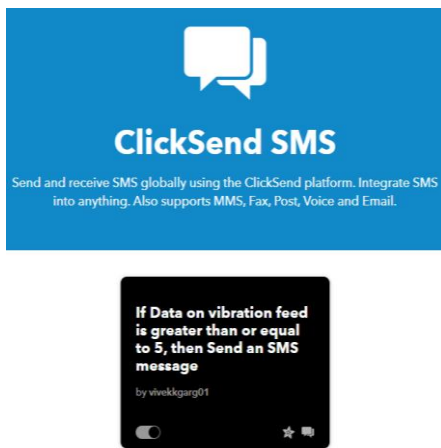 ClickSend SMS
Send and receive SMS globally using the ClickSend platform. Integrate SMS
into anything. Also supports MMS, Fax, Post, Voice and Email.
If Data on vibration feed
is greater than or equal
to 5, then Send an SMS
message
by vivekkgarg01